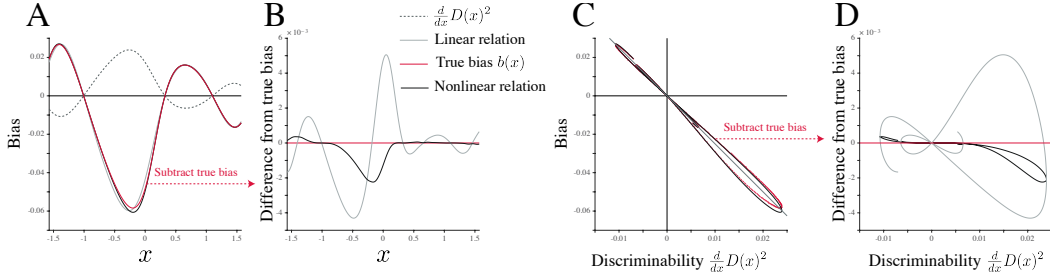 A
B
C
D
d/dx D(x)²
Linear relation
True bias b(x)
Nonlinear relation
Bias
0.02
0
-0.02
-0.04
-0.06
-1.5 -1 -0.5 0 0.5 1 1.5
x
Subtract true bias
Difference from true bias
6 ×10⁻³
4
2
0
-2
-4
-1.5 -1 -0.5 0 0.5 1 1.5
x
Bias
0.02
0
-0.02
-0.04
-0.06
-0.01 0 0.01 0.02
Discriminability d/dx D(x)²
Subtract true bias
Difference from true bias
6 ×10⁻³
4
2
0
-2
-4
-0.01 0 0.01 0.02
Discriminability d/dx D(x)²